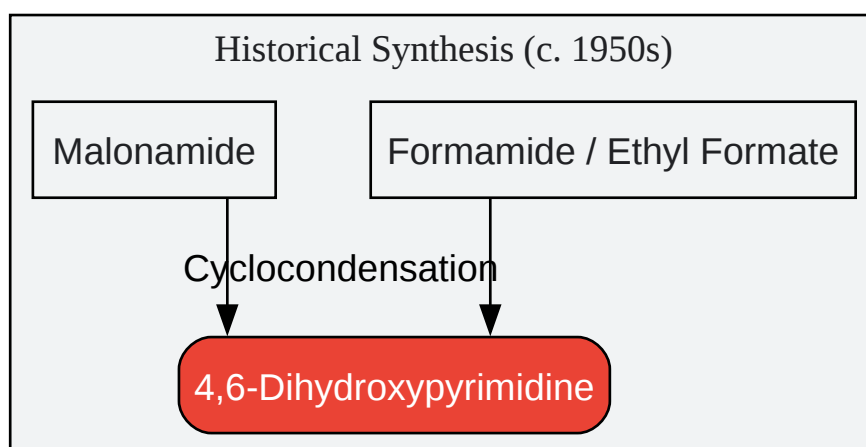 Historical Synthesis (c. 1950s)
Malonamide
Formamide / Ethyl Formate
Cyclocondensation
4,6-Dihydroxypyrimidine